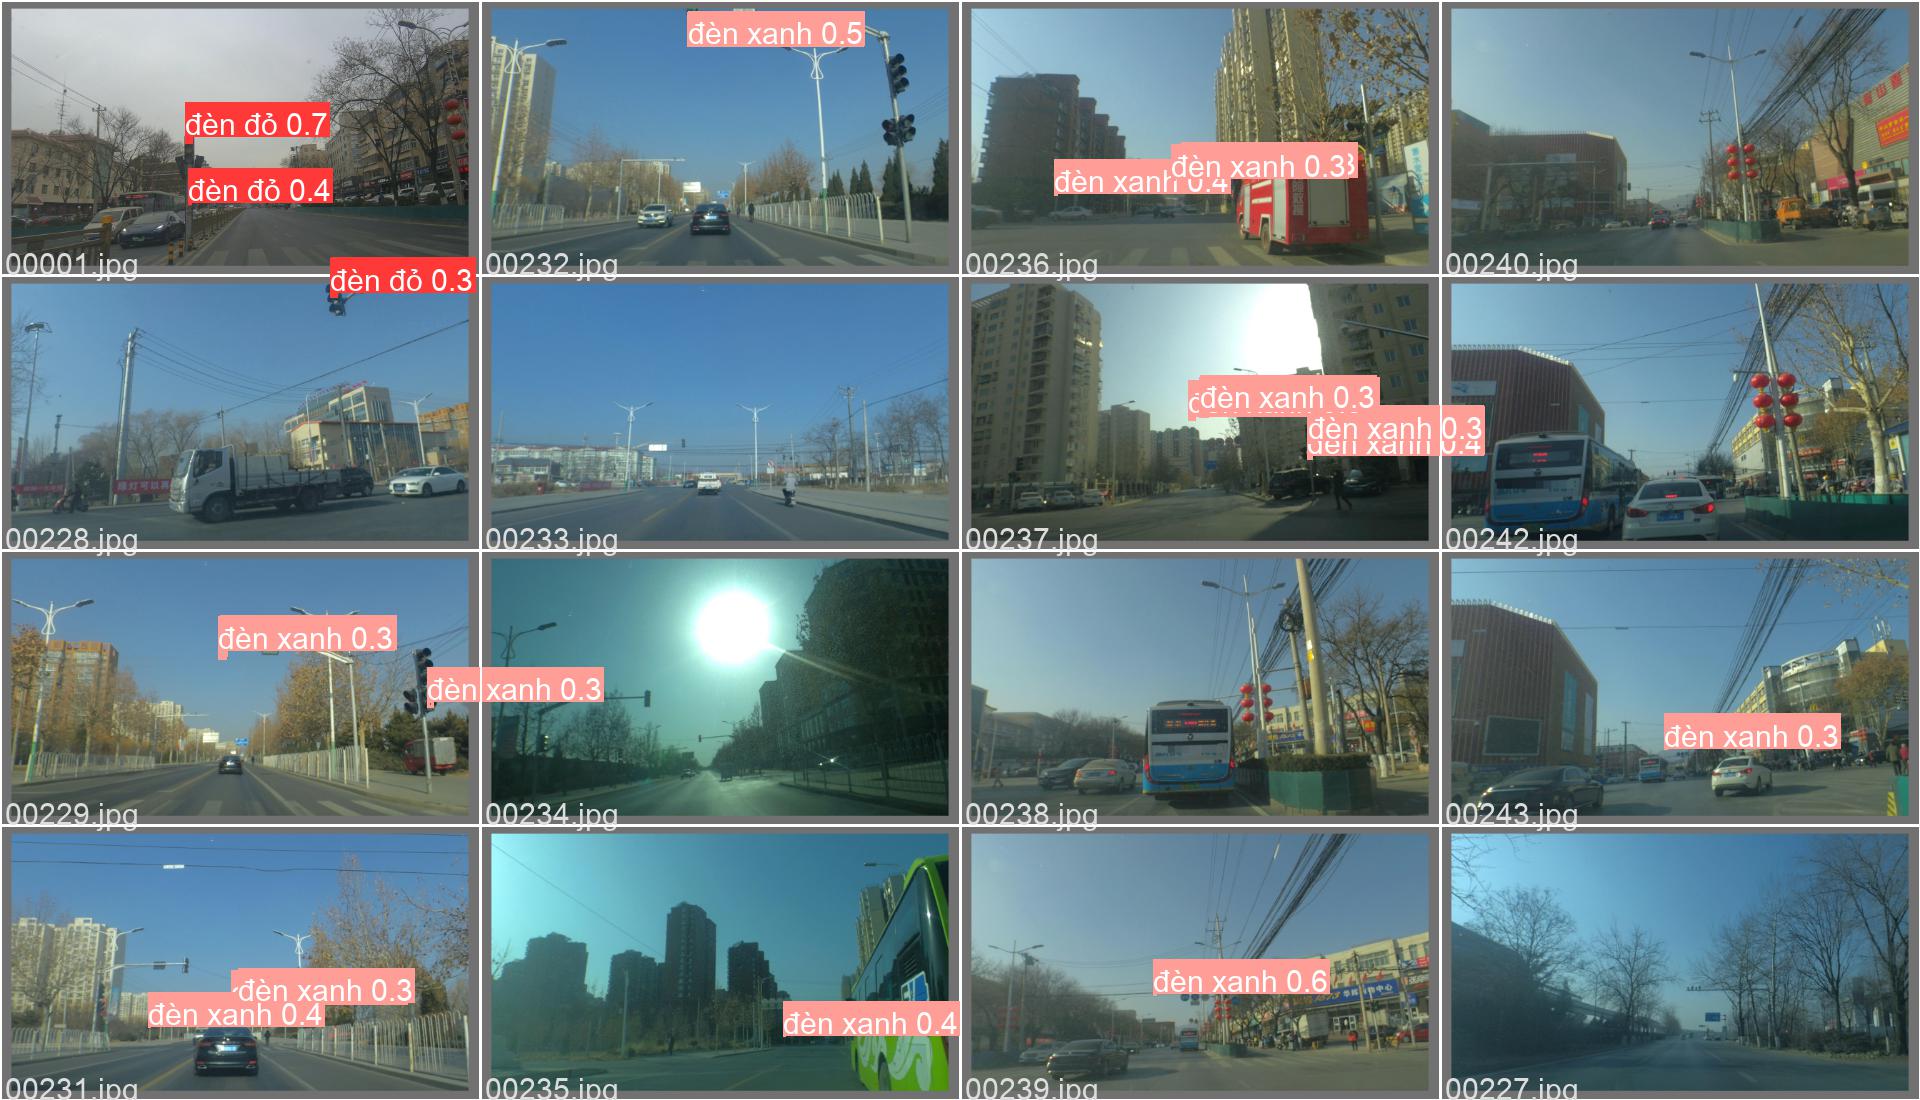 đèn đỏ 0.7
đèn đỏ 0.4
00001.jpg
đèn xanh 0.5
00232.jpg
đèn xanh 0.4
đèn xanh 0.3
00236.jpg
00240.jpg
đèn đỏ 0.3
00228.jpg
00233.jpg
đèn xanh 0.3
đèn xanh 0.3
đèn xanh 0.4
00237.jpg
00242.jpg
đèn xanh 0.3
00229.jpg
đèn xanh 0.3
00234.jpg
00238.jpg
đèn xanh 0.3
00243.jpg
đèn xanh 0.3
đèn xanh 0.4
00231.jpg
đèn xanh 0.4
00235.jpg
đèn xanh 0.6
00239.jpg
00227.jpg